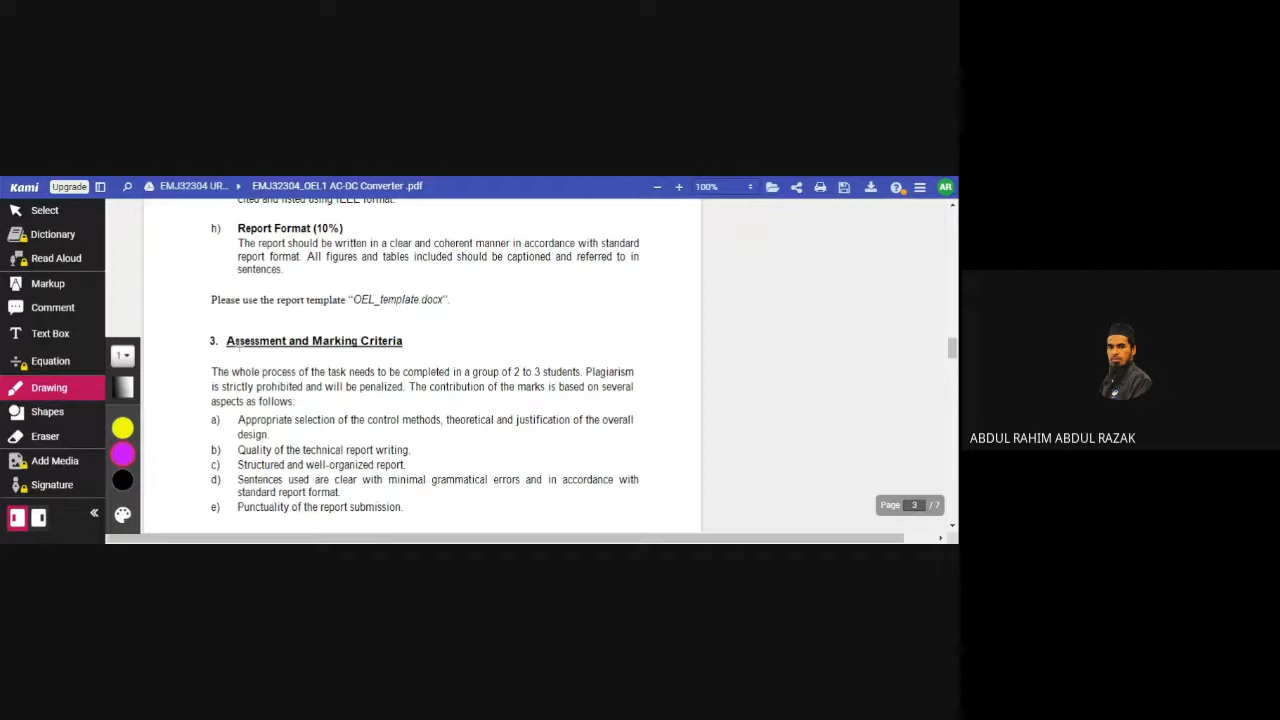 Kami Upgrade EMJ32304 UR... EMJ32304_OEL1 AC-DC Converter .pdf 100% AR
Select
Dictionary
Read Aloud
Markup
Comment
Text Box
Equation
Drawing
Shapes
Eraser
Add Media
Signature
1
cited and listed using IEEE format.
h) Report Format (10%)
The report should be written in a clear and coherent manner in accordance with standard
report format. All figures and tables included should be captioned and referred to in
sentences.
Please use the report template “OEL_template.docx”.
3. Assessment and Marking Criteria
The whole process of the task needs to be completed in a group of 2 to 3 students. Plagiarism
is strictly prohibited and will be penalized. The contribution of the marks is based on several
aspects as follows:
a) Appropriate selection of the control methods, theoretical and justification of the overall
design.
b) Quality of the technical report writing.
c) Structured and well-organized report.
d) Sentences used are clear with minimal grammatical errors and in accordance with
standard report format.
e) Punctuality of the report submission.
Page 3 / 7
ABDUL RAHIM ABDUL RAZAK